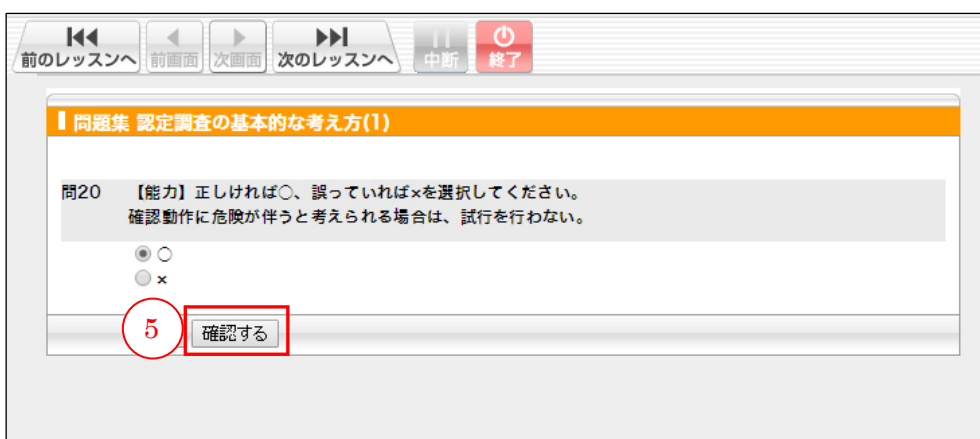 前のレッスンへ 前画面 次画面 次のレッスンへ 中断 終了
問題集 認定調査の基本的な考え方(1)
問20 【能力】正しければ○、誤っていれば×を選択してください。
確認動作に危険が伴うと考えられる場合は、試行を行わない。
○
×
5 確認する